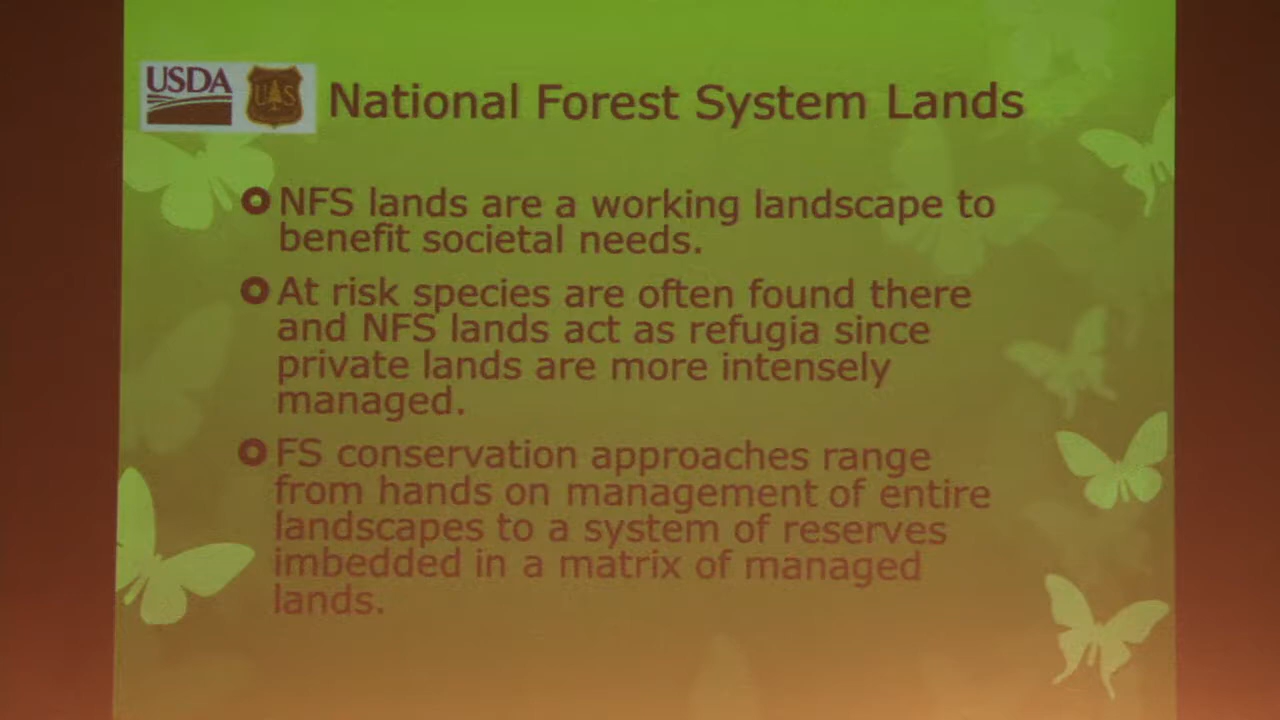 USDA
UAS
National Forest System Lands
NFS lands are a working landscape to
benefit societal needs.
At risk species are often found there
and NFS lands act as refugia since
private lands are more intensely
managed.
FS conservation approaches range
from hands on management of entire
landscapes to a system of reserves
imbedded in a matrix of managed
lands.